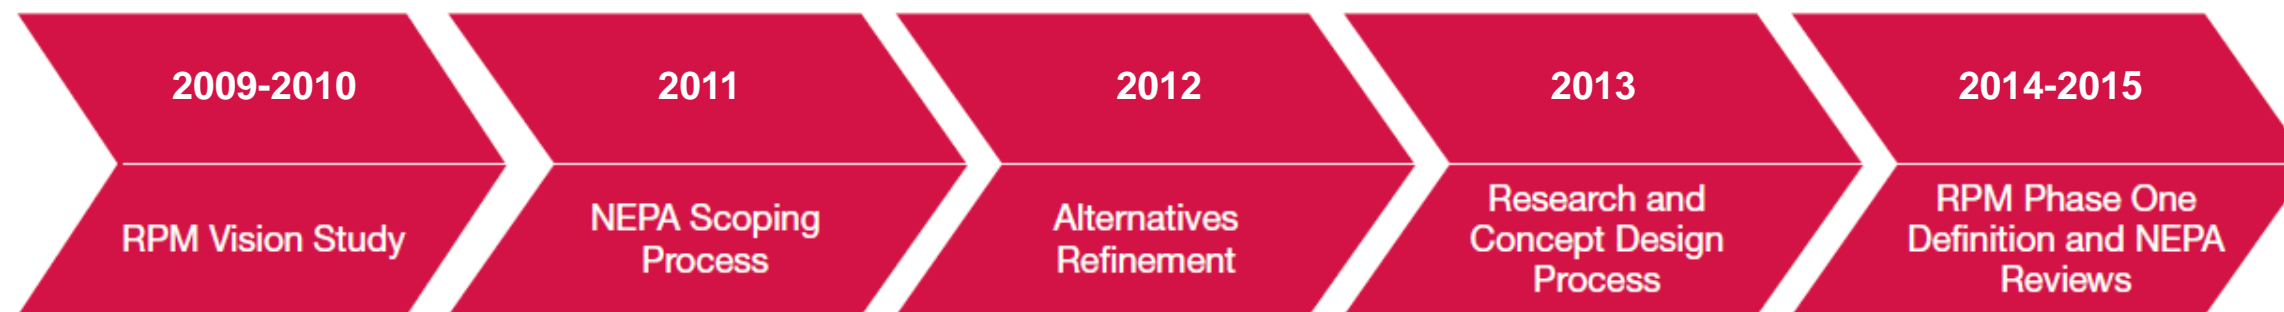 2009-2010
RPM Vision Study
2011
NEPA Scoping
Process
2012
Alternatives
Refinement
2013
Research and
Concept Design
Process
2014-2015
RPM Phase One
Definition and NEPA
Reviews